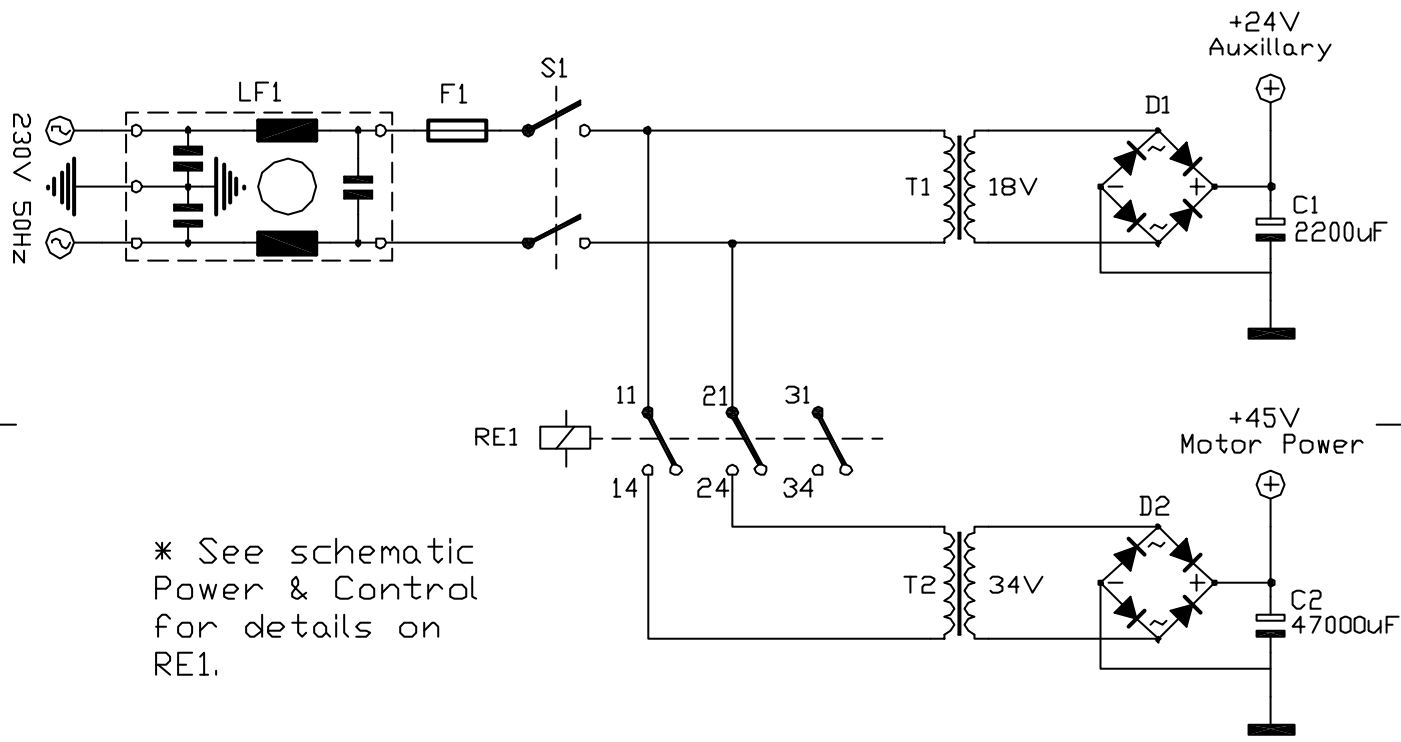 +24V
Auxillary
S1
LF1
F1
D1
230V 50Hz
T1
18V
~
-
+
~
C1
2200uF
11
21
31
RE1
+45V
Motor Power
14
24
34
D2
* See schematic
Power & Control
for details on
RE1.
T2
34V
~
-
+
~
C2
47000uF